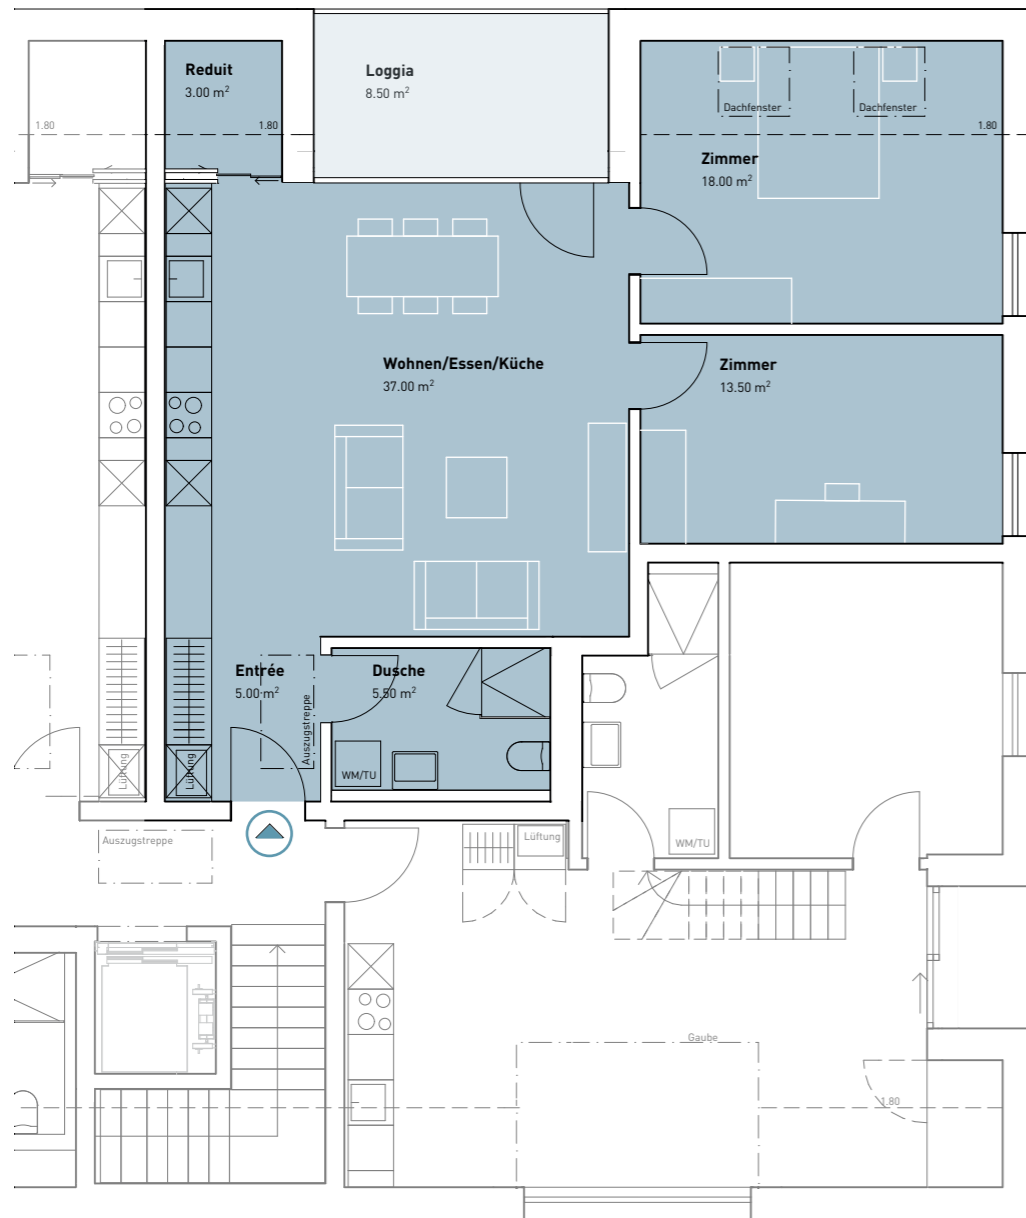 Reduit
3.00 m²
Loggia
8.50 m²
Dachfenster
Dachfenster
1.80
1.80
1.80
Zimmer
18.00 m²
Wohnen/Essen/Küche
37.00 m²
Zimmer
13.50 m²
Entrée
5.00 m²
Dusche
5.50 m²
Auszugstreppe
WM/TU
Lüftung
Lüftung
Auszugstreppe
Lüftung
WM/TU
Gaube
1.80